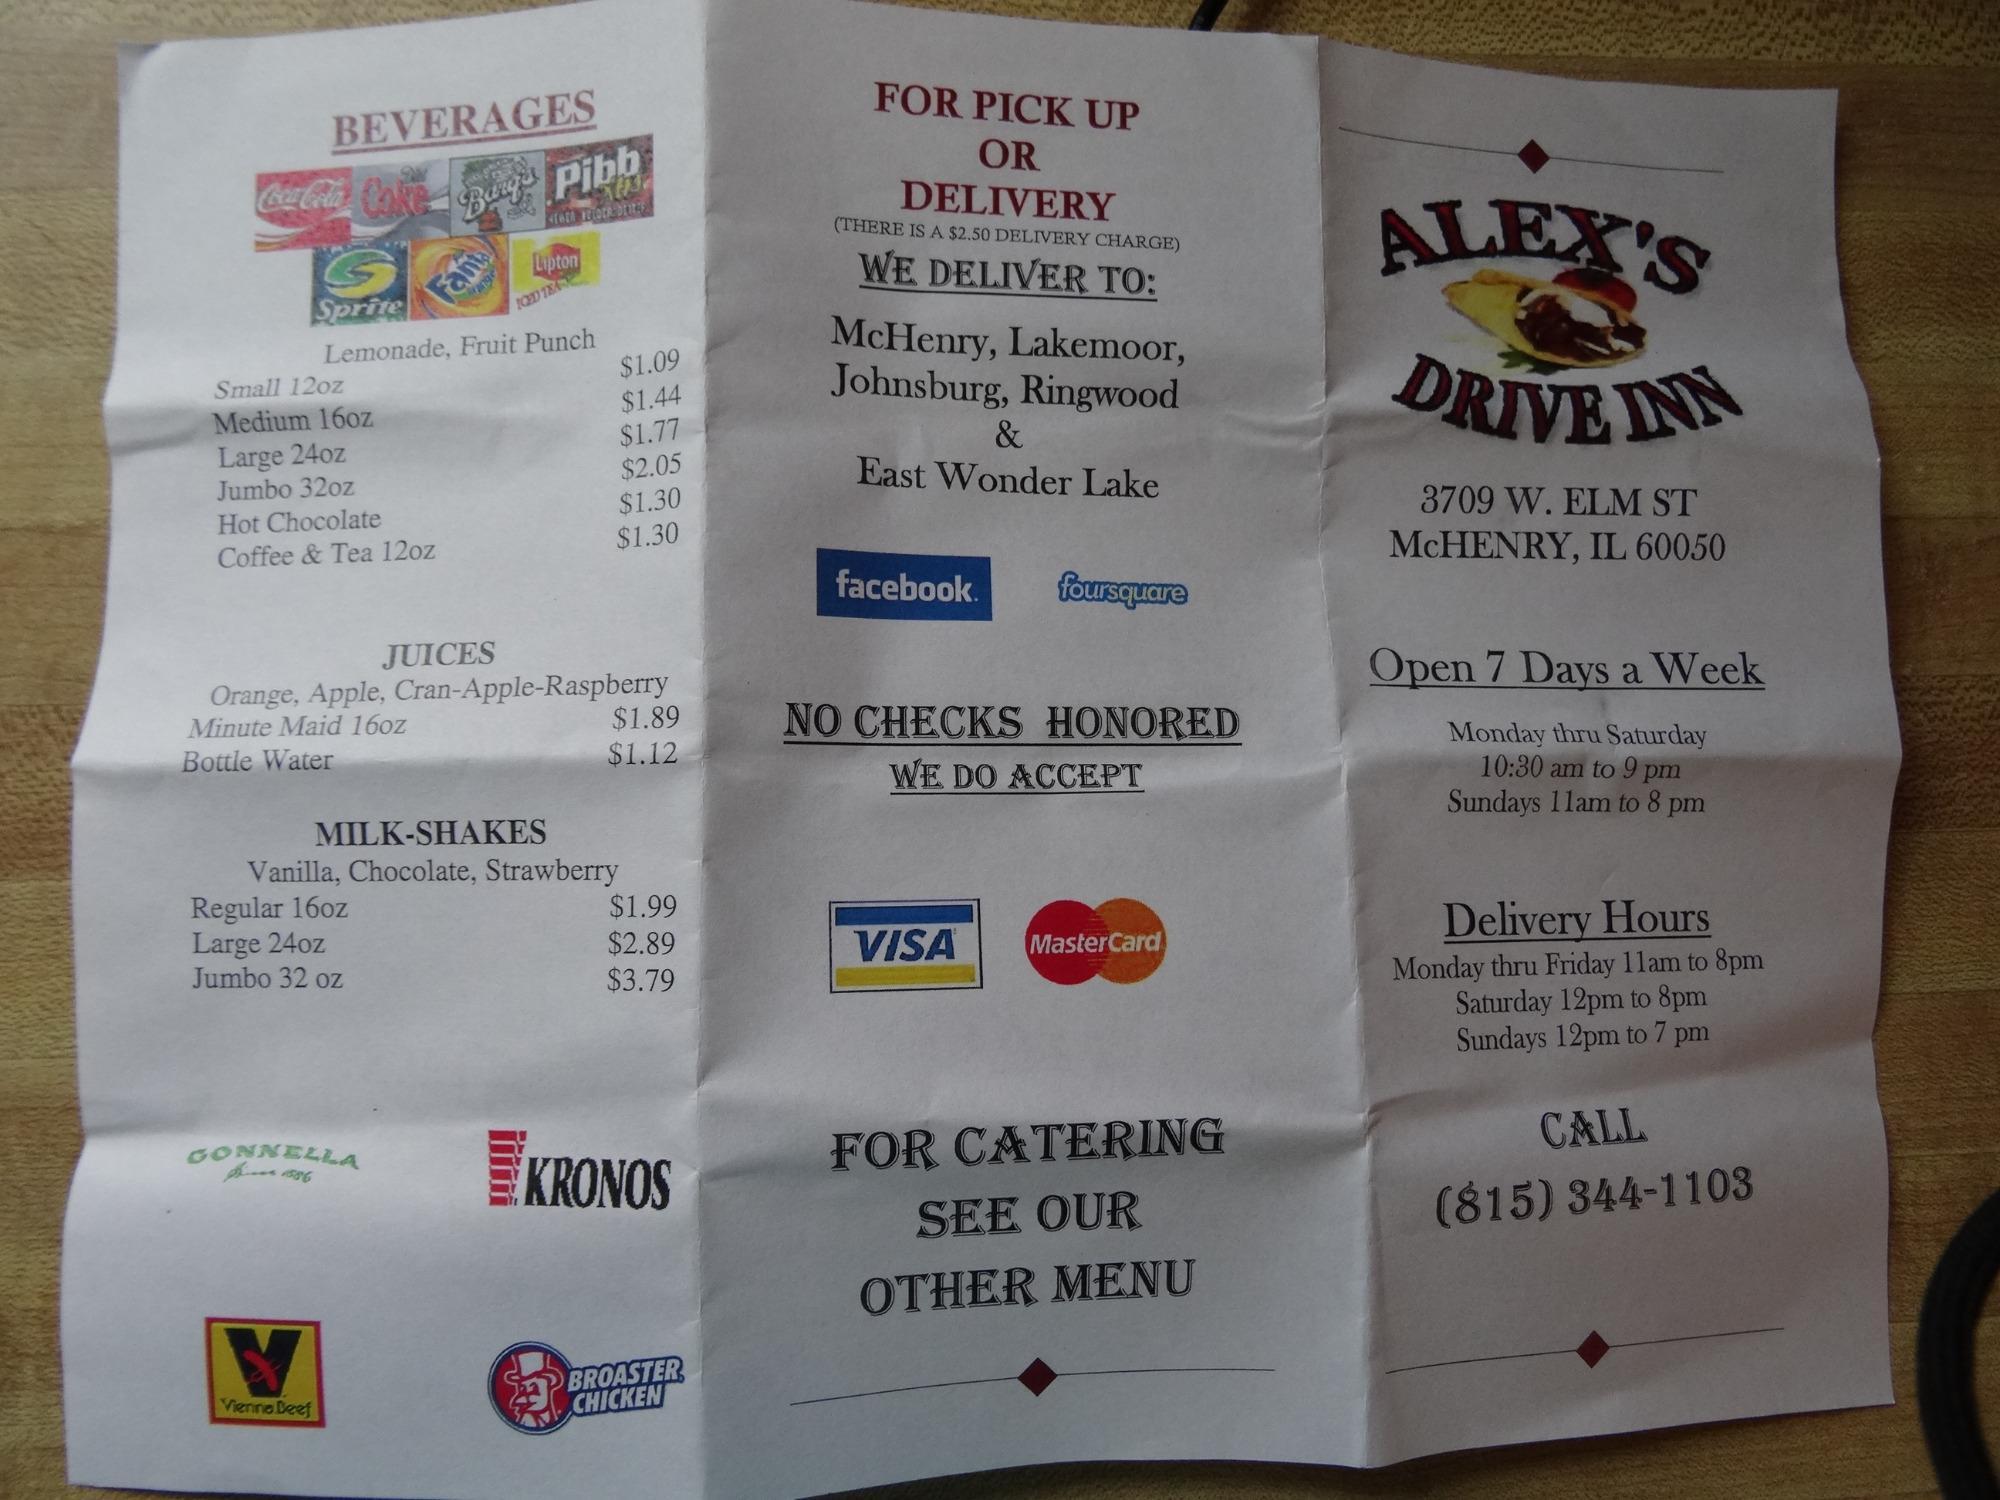 BEVERAGES
Coca-Cola
Coke
Barq's
Pibb
Xtra
Sprite
Fanta
Lipton
ICED TEA
Lemonade, Fruit Punch
Small 12oz $1.09
Medium 16oz $1.44
Large 24oz $1.77
Jumbo 32oz $2.05
Hot Chocolate $1.30
Coffee & Tea 12oz $1.30
JUICES
Orange, Apple, Cran-Apple-Raspberry
Minute Maid 16oz $1.89
Bottle Water $1.12
MILK-SHAKES
Vanilla, Chocolate, Strawberry
Regular 16oz $1.99
Large 24oz $2.89
Jumbo 32 oz $3.79
GONNELLA
Since 1886
KRONOS
Vienna Beef
BROASTER
CHICKEN
FOR PICK UP
OR
DELIVERY
(THERE IS A $2.50 DELIVERY CHARGE)
WE DELIVER TO:
McHenry, Lakemoor,
Johnsburg, Ringwood
&
East Wonder Lake
facebook.
foursquare
NO CHECKS HONORED
WE DO ACCEPT
VISA
MasterCard
FOR CATERING
SEE OUR
OTHER MENU
ALEX'S
DRIVE INN
3709 W. ELM ST
McHENRY, IL 60050
Open 7 Days a Week
Monday thru Saturday
10:30 am to 9 pm
Sundays 11am to 8 pm
Delivery Hours
Monday thru Friday 11am to 8pm
Saturday 12pm to 8pm
Sundays 12pm to 7 pm
CALL
(815) 344-1103